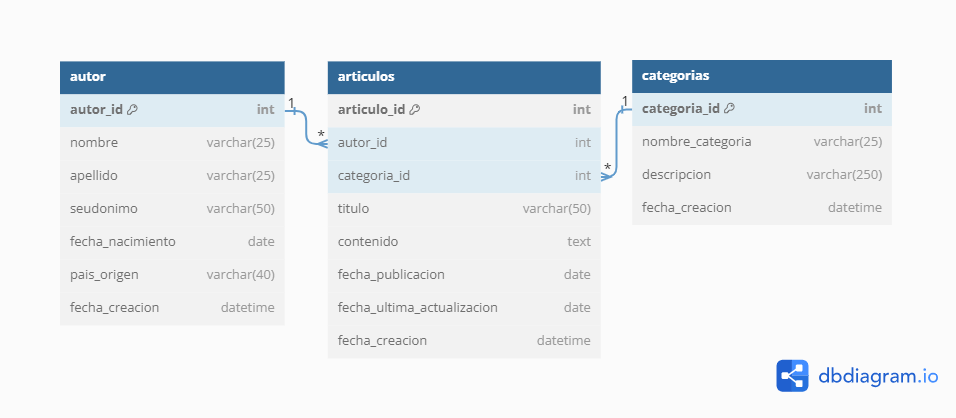 autor
autor_id int
nombre varchar(25)
apellido varchar(25)
seudonimo varchar(50)
fecha_nacimiento date
pais_origen varchar(40)
fecha_creacion datetime
1
*
articulos
articulo_id int
autor_id int
categoria_id int
titulo varchar(50)
contenido text
fecha_publicacion date
fecha_ultima_actualizacion date
fecha_creacion datetime
1
*
categorias
categoria_id int
nombre_categoria varchar(25)
descripcion varchar(250)
fecha_creacion datetime
dbdiagram.io